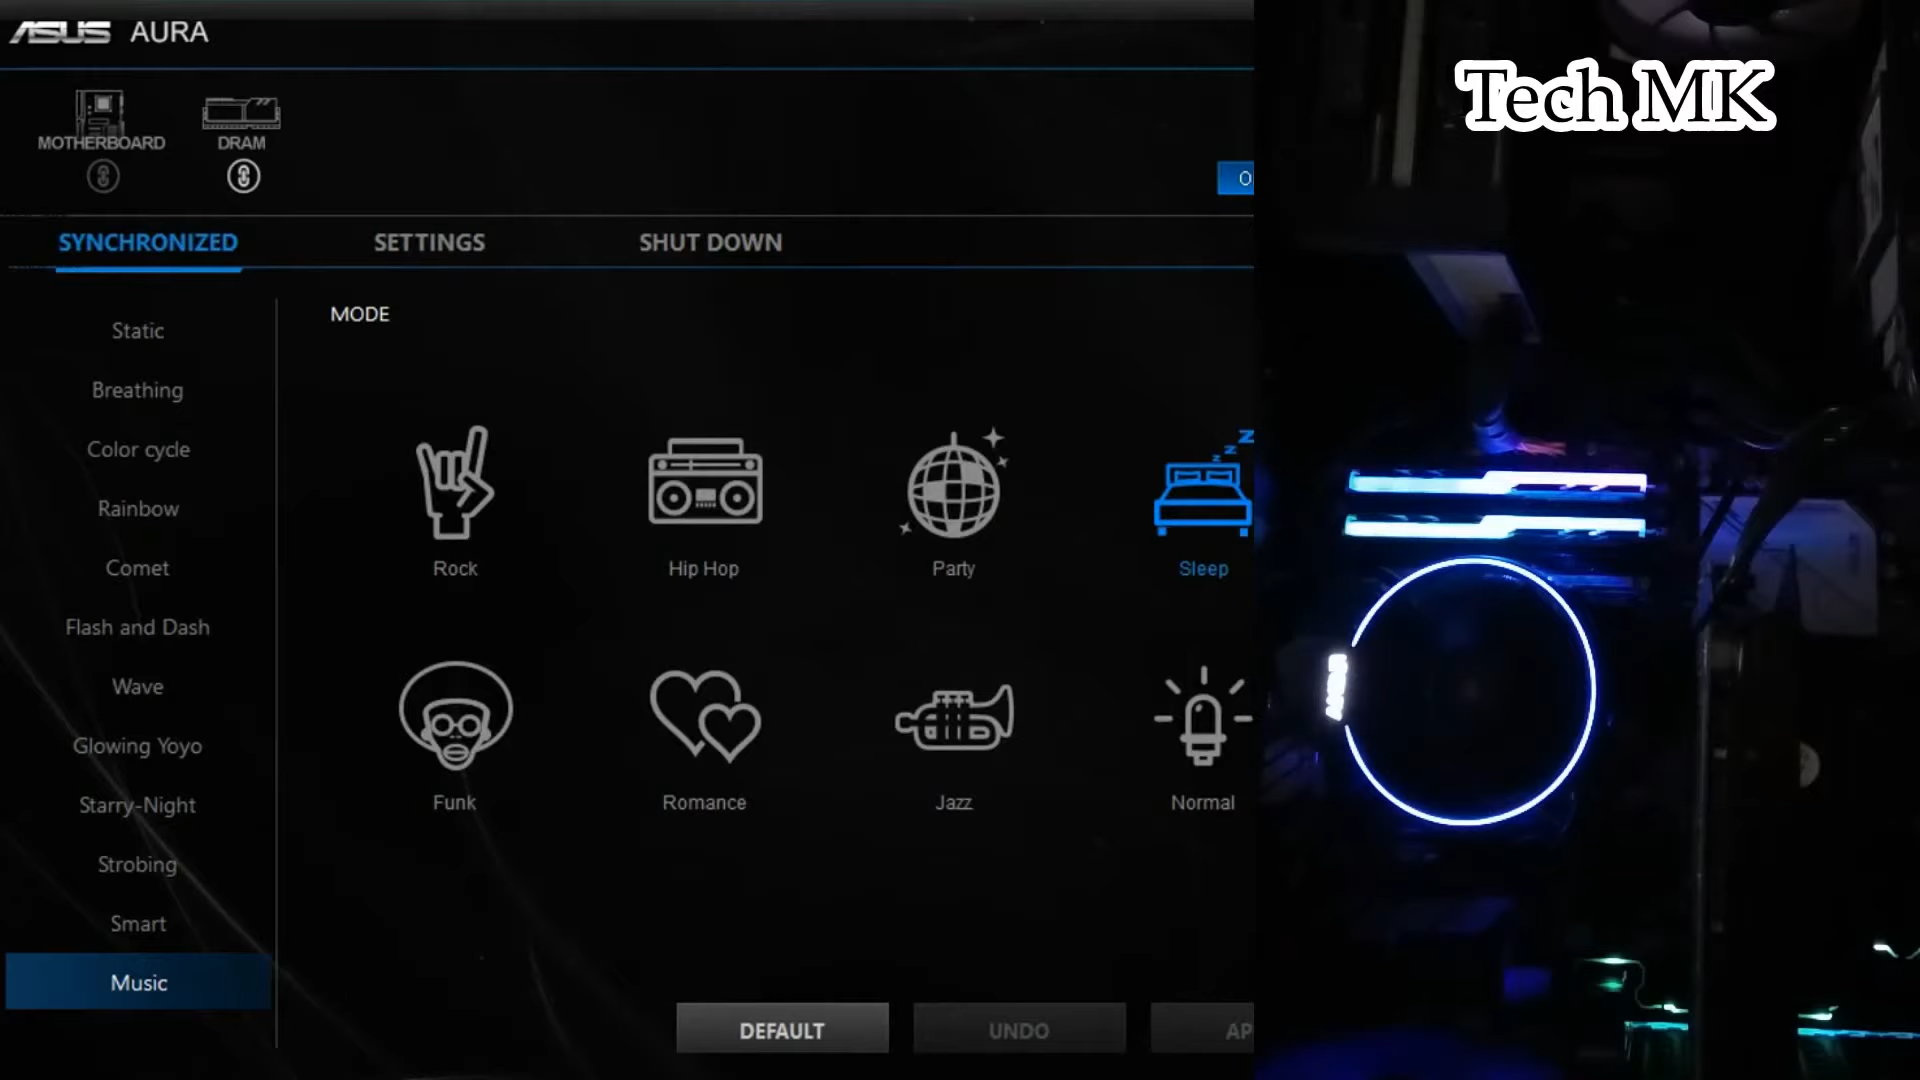 ASUS AURA
Tech MK
MOTHERBOARD
DRAM
SYNCHRONIZED
SETTINGS
SHUT DOWN
MODE
Static
Breathing
Color cycle
Rainbow
Comet
Flash and Dash
Wave
Glowing Yoyo
Starry-Night
Strobing
Smart
Music
Rock
Hip Hop
Party
Sleep
Funk
Romance
Jazz
Normal
DEFAULT
UNDO